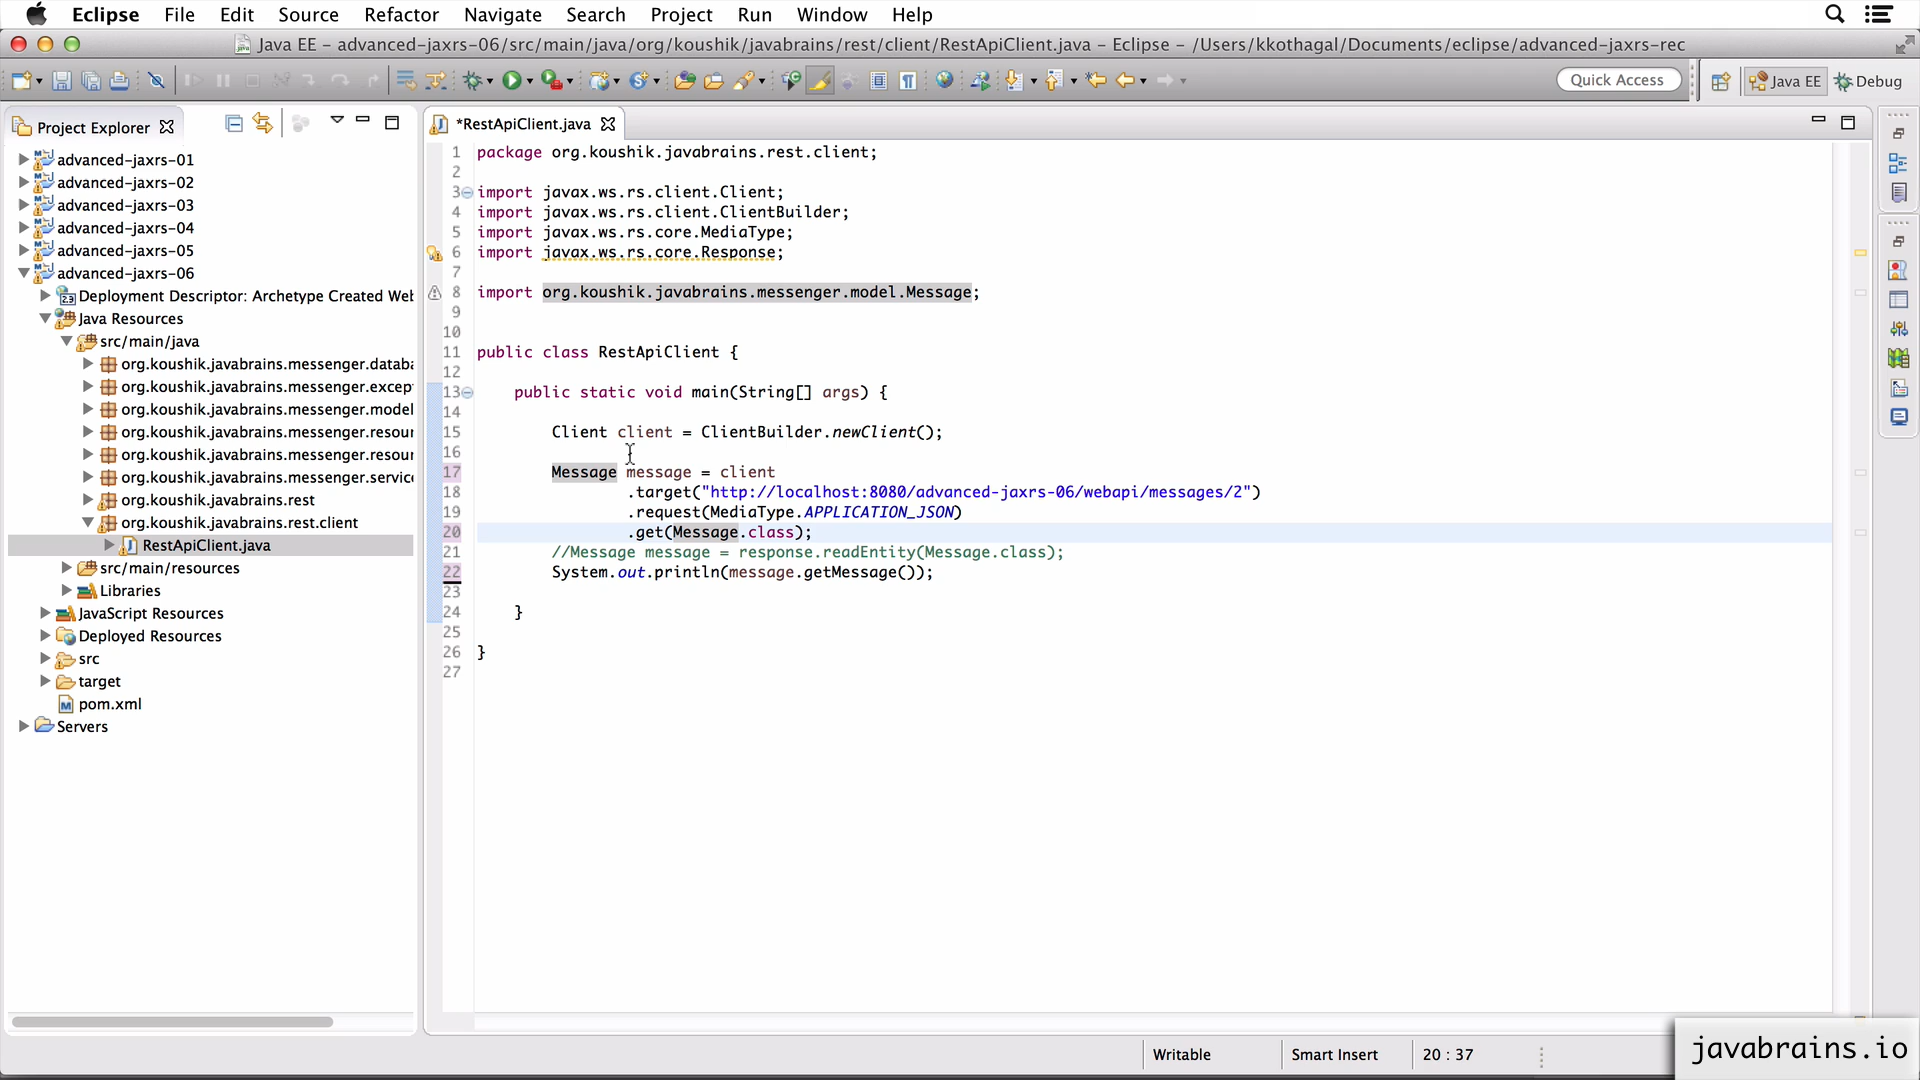 Eclipse File Edit Source Refactor Navigate Search Project Run Window Help
Java EE – advanced-jaxrs-06/src/main/java/org/koushik/javabrains/rest/client/RestApiClient.java – Eclipse – /Users/kkothagal/Documents/eclipse/advanced-jaxrs-rec
Quick Access
Java EE
Debug
Project Explorer
advanced-jaxrs-01
advanced-jaxrs-02
advanced-jaxrs-03
advanced-jaxrs-04
advanced-jaxrs-05
advanced-jaxrs-06
Deployment Descriptor: Archetype Created Web
Java Resources
src/main/java
org.koushik.javabrains.messenger.databa
org.koushik.javabrains.messenger.excep
org.koushik.javabrains.messenger.model
org.koushik.javabrains.messenger.resour
org.koushik.javabrains.messenger.resour
org.koushik.javabrains.messenger.service
org.koushik.javabrains.rest
org.koushik.javabrains.rest.client
RestApiClient.java
src/main/resources
Libraries
JavaScript Resources
Deployed Resources
src
target
pom.xml
Servers
*RestApiClient.java
1 package org.koushik.javabrains.rest.client;
2
3 import javax.ws.rs.client.Client;
4 import javax.ws.rs.client.ClientBuilder;
5 import javax.ws.rs.core.MediaType;
6 import javax.ws.rs.core.Response;
7
8 import org.koushik.javabrains.messenger.model.Message;
9
10
11 public class RestApiClient {
12
13 public static void main(String[] args) {
14
15 Client client = ClientBuilder.newClient();
16
17 Message message = client
18 .target("http://localhost:8080/advanced-jaxrs-06/webapi/messages/2")
19 .request(MediaType.APPLICATION_JSON)
20 .get(Message.class);
21 //Message message = response.readEntity(Message.class);
22 System.out.println(message.getMessage());
23
24 }
25
26 }
27
Writable
Smart Insert
20 : 37
javabrains.io